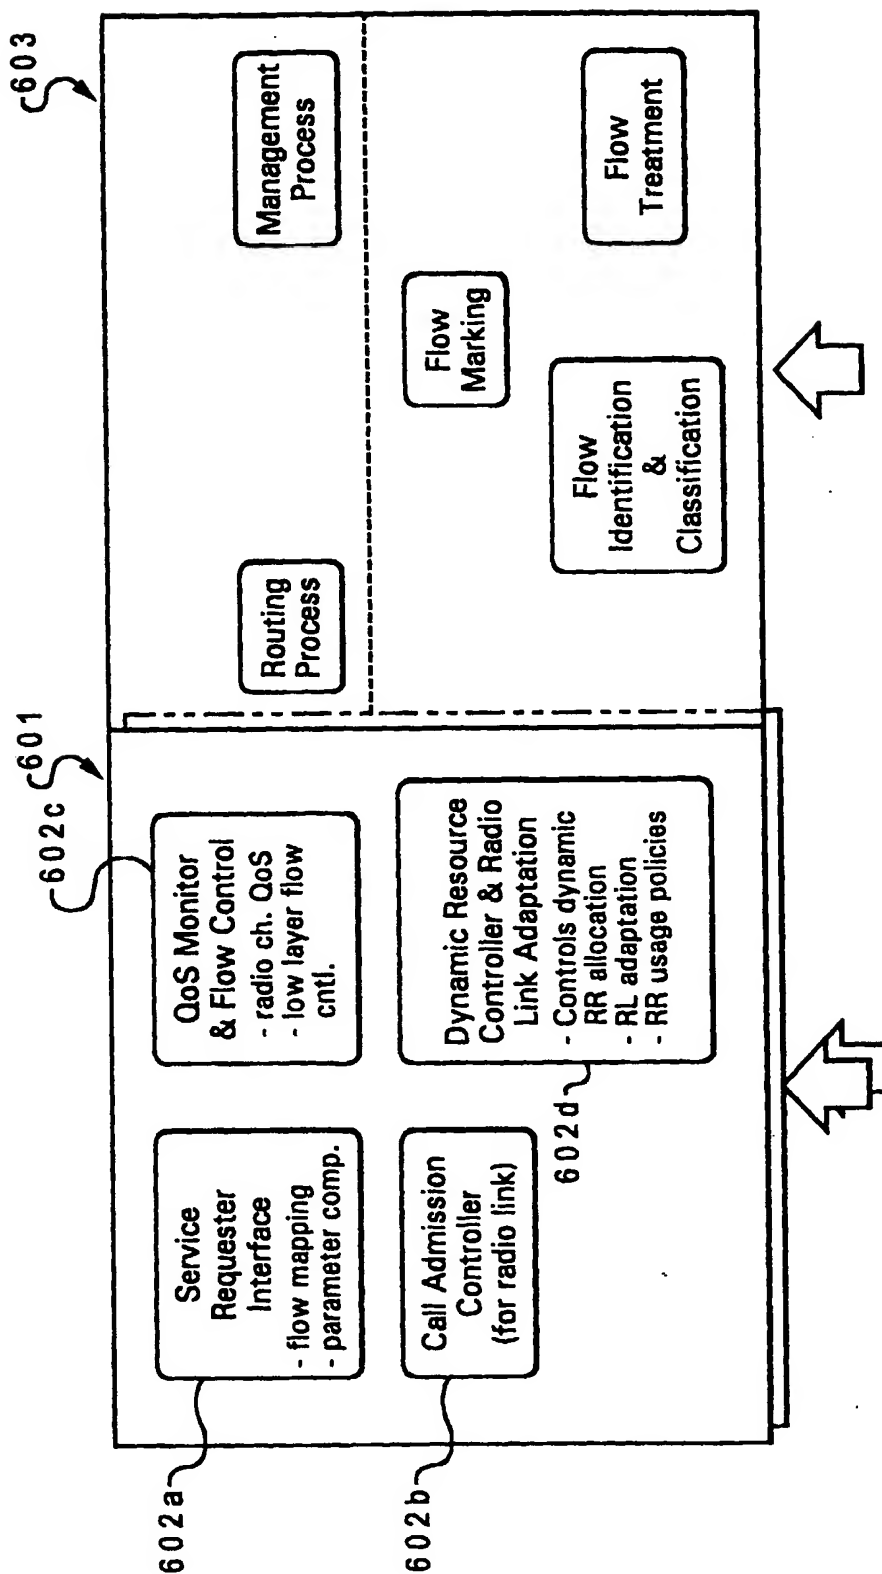 602a
Service
Requester
Interface
- flow mapping
- parameter comp.
602b
Call Admission
Controller
(for radio link)
602c
QoS Monitor
& Flow Control
- radio ch. QoS
- low layer flow
cntl.
602d
Dynamic Resource
Controller & Radio
Link Adaptation
- Controls dynamic
RR allocation
- RL adaptation
- RR usage policies
601
603
Routing
Process
Management
Process
Flow
Marking
Flow
Identification
&
Classification
Flow
Treatment